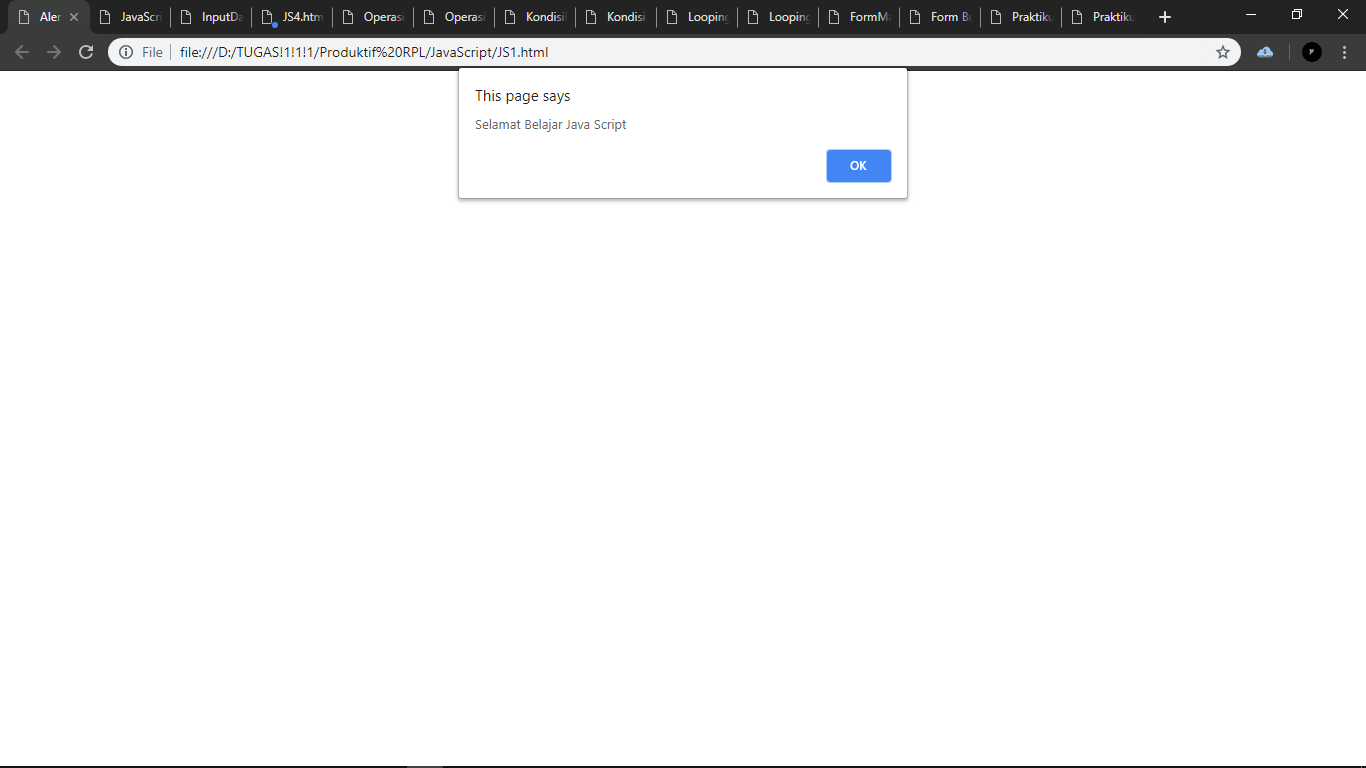 Aler JavaScri InputDa JS4.htm Operasi Operasi Kondisi Kondisi Looping Looping FormMa Form Bu Praktiku Praktiku
File file:///D:/TUGAS!1!1!1/Produktif%20RPL/JavaScript/JS1.html
This page says
Selamat Belajar Java Script
OK